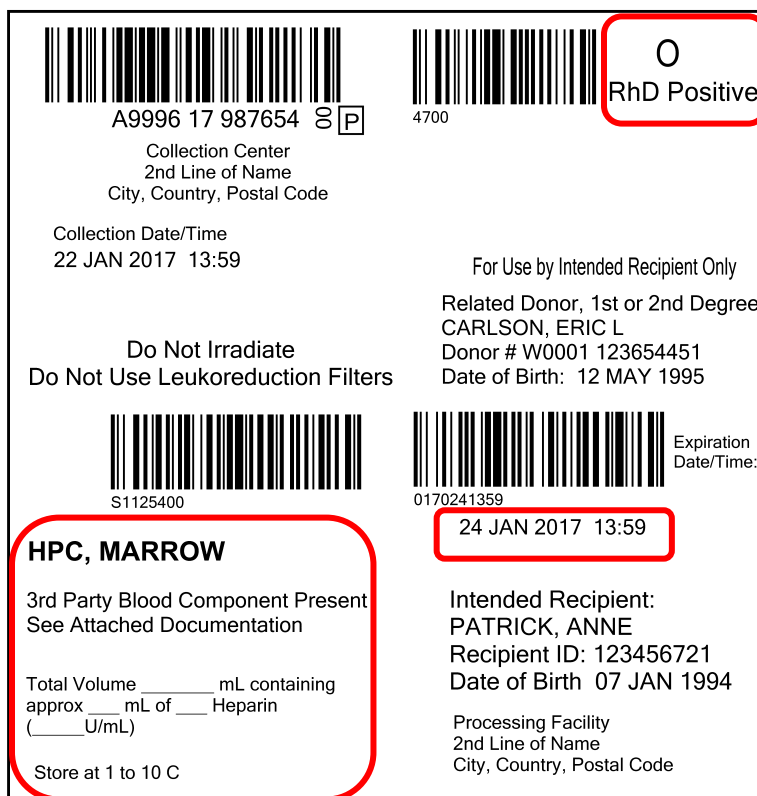 A9996 17 987654 00 P
Collection Center
2nd Line of Name
City, Country, Postal Code
Collection Date/Time
22 JAN 2017 13:59
Do Not Irradiate
Do Not Use Leukoreduction Filters
S1125400
HPC, MARROW
3rd Party Blood Component Present
See Attached Documentation
Total Volume _______ mL containing
approx ___ mL of ___ Heparin
(_____U/mL)
Store at 1 to 10 C
4700
O
RhD Positive
For Use by Intended Recipient Only
Related Donor, 1st or 2nd Degree
CARLSON, ERIC L
Donor # W0001 123654451
Date of Birth: 12 MAY 1995
0170241359
Expiration
Date/Time:
24 JAN 2017 13:59
Intended Recipient:
PATRICK, ANNE
Recipient ID: 123456721
Date of Birth 07 JAN 1994
Processing Facility
2nd Line of Name
City, Country, Postal Code